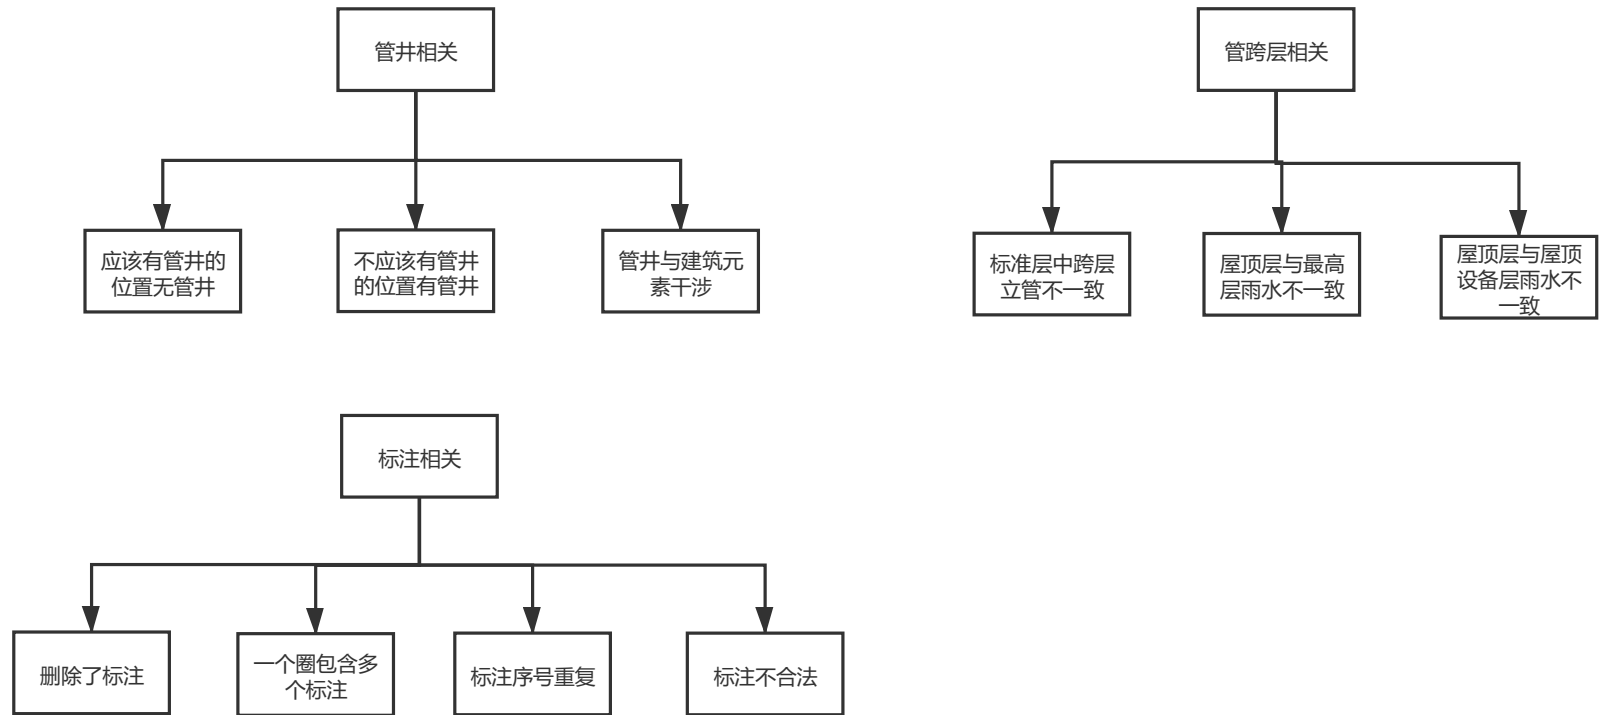 管井相关
管跨层相关
应该有管井的
位置无管井
不应该有管井
的位置有管井
管井与建筑元
素干涉
标准层中跨层
立管不一致
屋顶层与最高
层雨水不一致
屋顶层与屋顶
设备层雨水不
一致
标注相关
删除了标注
一个圈包含多
个标注
标注序号重复
标注不合法